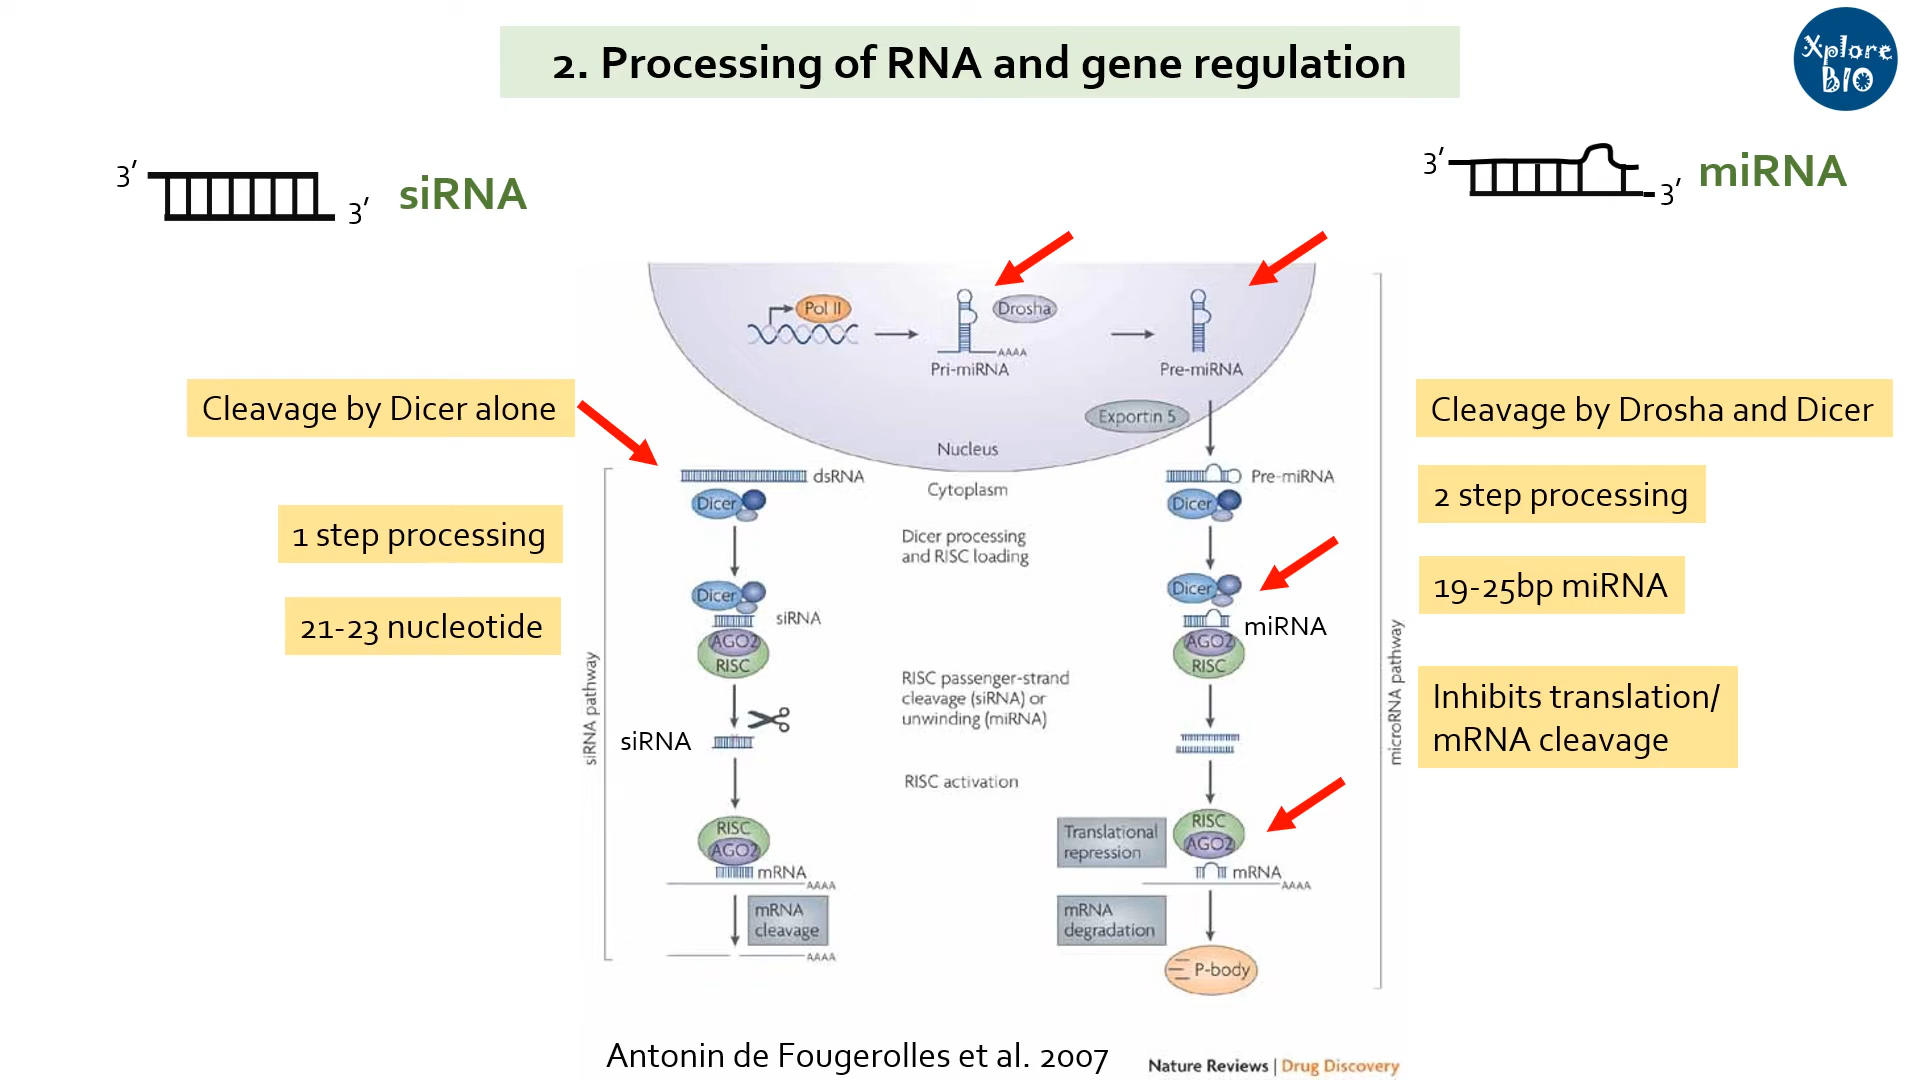 2. Processing of RNA and gene regulation
Xplore
BIO
3’
3’
siRNA
3’
3’
miRNA
Pol II
Drosha
AAAA
Pri-miRNA
Pre-miRNA
Exportin 5
Nucleus
Cytoplasm
Cleavage by Dicer alone
1 step processing
21-23 nucleotide
siRNA pathway
dsRNA
Dicer
Dicer
siRNA
AGO2
RISC
siRNA
RISC
AGO2
mRNA
AAAA
mRNA
cleavage
AAAA
Dicer processing
and RISC loading
RISC passenger-strand
cleavage (siRNA) or
unwinding (miRNA)
RISC activation
Pre-miRNA
Dicer
Dicer
miRNA
AGO2
RISC
Translational
repression
RISC
AGO2
mRNA
AAAA
mRNA
degradation
P-body
microRNA pathway
Cleavage by Drosha and Dicer
2 step processing
19-25bp miRNA
Inhibits translation/
mRNA cleavage
Antonin de Fougerolles et al. 2007
Nature Reviews | Drug Discovery